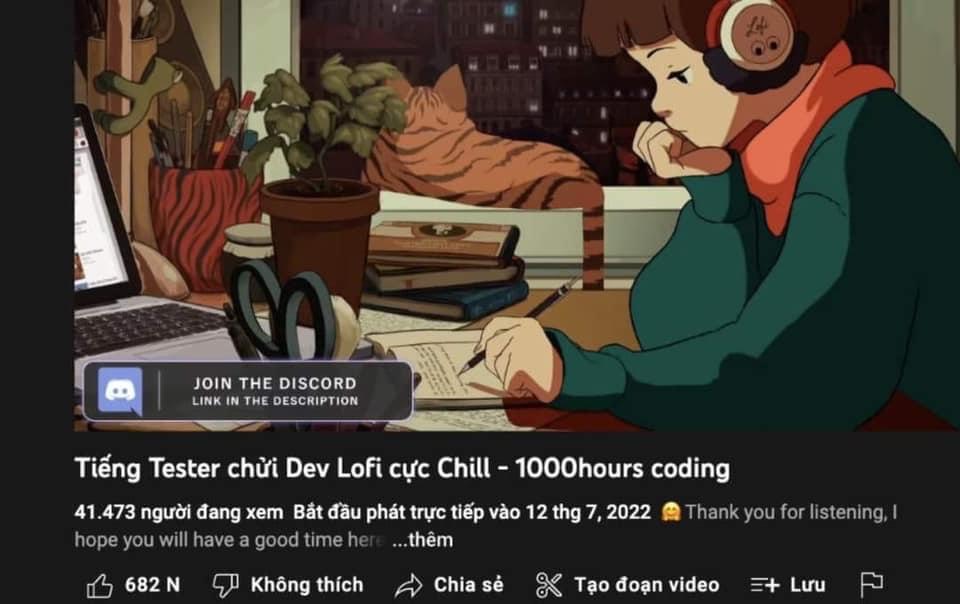 Lofi
JOIN THE DISCORD
LINK IN THE DESCRIPTION
Tiếng Tester chửi Dev Lofi cực Chill - 1000hours coding
41.473 người đang xem Bắt đầu phát trực tiếp vào 12 thg 7, 2022 🤗 Thank you for listening, I
hope you will have a good time here ...thêm
682 N Không thích Chia sẻ Tạo đoạn video Lưu